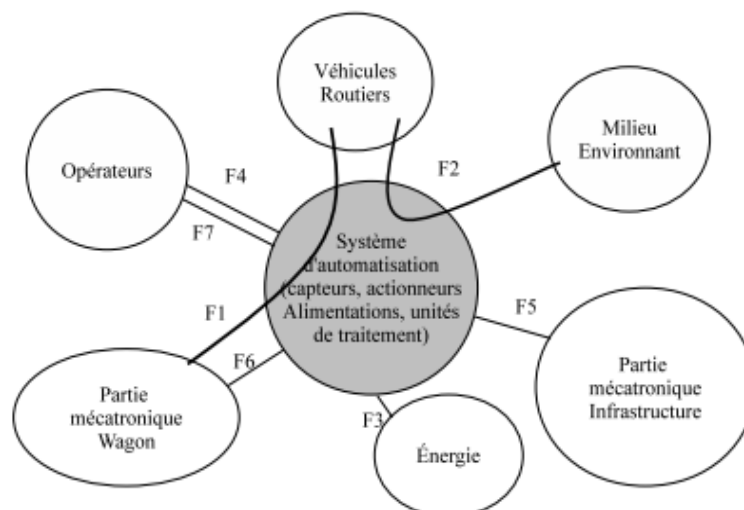 Véhicules
Routiers
Milieu
Environnant
Opérateurs
F4
F2
F7
Système
d'automatisation
(capteurs, actionneurs
Alimentations, unités
de traitement)
F1
F5
F6
Partie
mécatronique
Wagon
Partie
mécatronique
Infrastructure
F3
Énergie